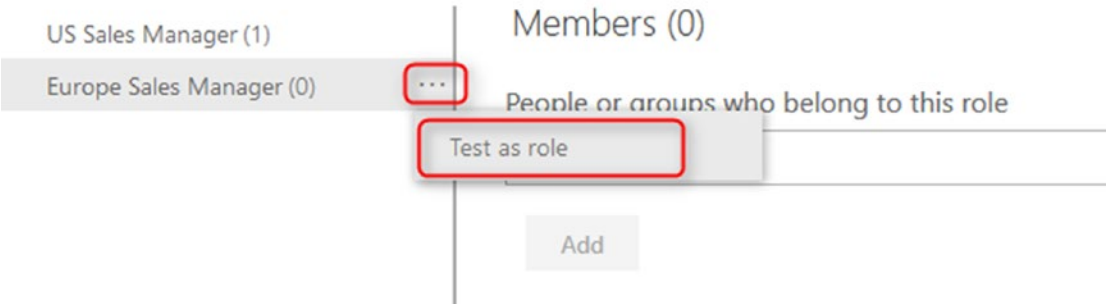 US Sales Manager (1)
Europe Sales Manager (0)
...
Members (0)
People or groups who belong to this role
Test as role
Add